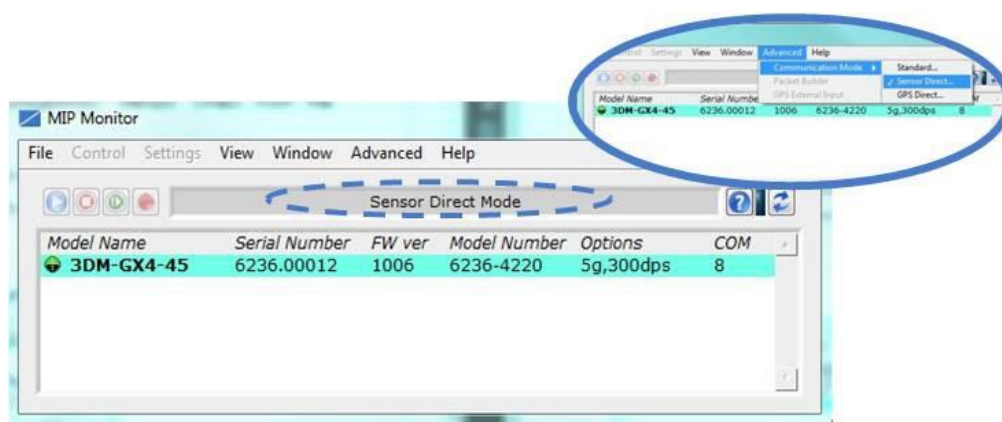 Control Settings View Window Advanced Help
Communication Mode Standard...
Packet Builder ✓ Sensor Direct...
GPS External Input GPS Direct...
Model Name Serial Numbe
3DM-GX4-45 6236.00012 1006 6236-4220 5g,300dps 8
MIP Monitor
File Control Settings View Window Advanced Help
Sensor Direct Mode
Model Name Serial Number FW ver Model Number Options COM
3DM-GX4-45 6236.00012 1006 6236-4220 5g,300dps 8